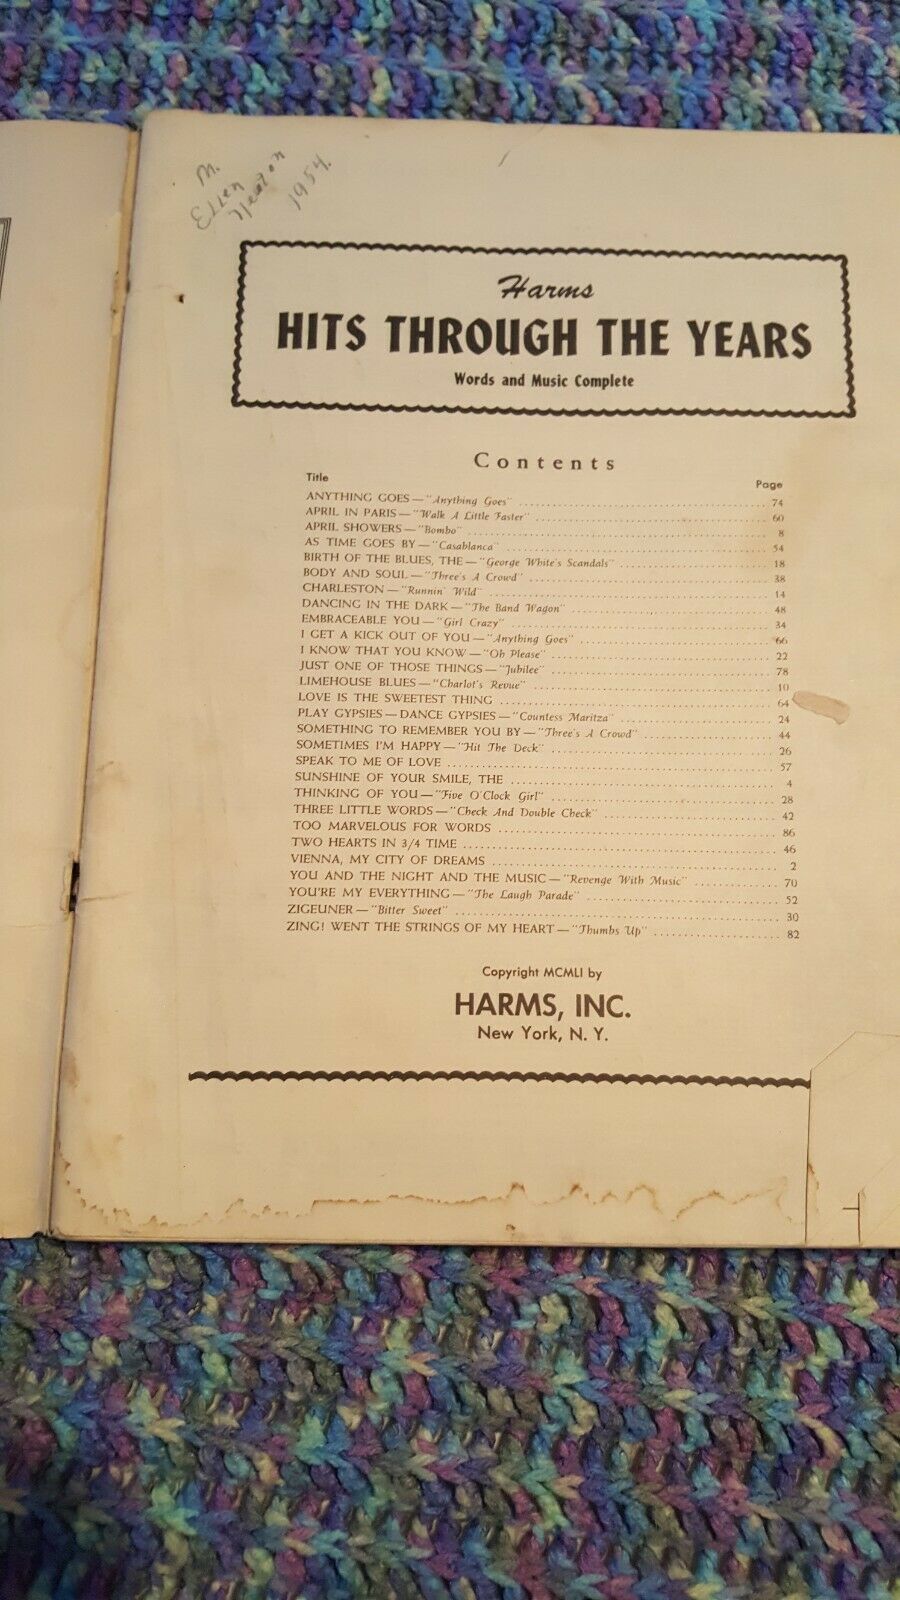 M.
Ellen
1954.
Harms
HITS THROUGH THE YEARS
Words and Music Complete
Contents
Title Page
ANYTHING GOES—"Anything Goes" 74
APRIL IN PARIS—"Walk A Little Faster" 60
APRIL SHOWERS—"Bombo" 8
AS TIME GOES BY—"Casablanca" 54
BIRTH OF THE BLUES, THE—"George White's Scandals" 18
BODY AND SOUL—"Three's A Crowd" 38
CHARLESTON—"Runnin' Wild" 14
DANCING IN THE DARK—"The Band Wagon" 48
EMBRACEABLE YOU—"Girl Crazy" 34
I GET A KICK OUT OF YOU—"Anything Goes" 66
I KNOW THAT YOU KNOW—"Oh Please" 22
JUST ONE OF THOSE THINGS—"Jubilee" 78
LIMEHOUSE BLUES—"Charlot's Revue" 10
LOVE IS THE SWEETEST THING 64
PLAY GYPSIES—DANCE GYPSIES—"Countess Maritza" 24
SOMETHING TO REMEMBER YOU BY—"Three's A Crowd" 44
SOMETIMES I'M HAPPY—"Hit The Deck" 26
SPEAK TO ME OF LOVE 57
SUNSHINE OF YOUR SMILE, THE 4
THINKING OF YOU—"Five O'Clock Girl" 28
THREE LITTLE WORDS—"Check And Double Check" 42
TOO MARVELOUS FOR WORDS 86
TWO HEARTS IN 3/4 TIME 46
VIENNA, MY CITY OF DREAMS 2
YOU AND THE NIGHT AND THE MUSIC—"Revenge With Music" 70
YOU'RE MY EVERYTHING—"The Laugh Parade" 52
ZIGEUNER—"Bitter Sweet" 30
ZING! WENT THE STRINGS OF MY HEART—"Thumbs Up" 82
Copyright MCMLI by
HARMS, INC.
New York, N. Y.